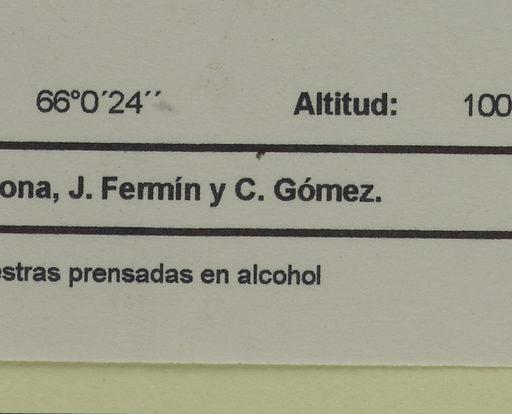 66°0´24´´ Altitud: 100
ona, J. Fermín y C. Gómez.
estras prensadas en alcohol